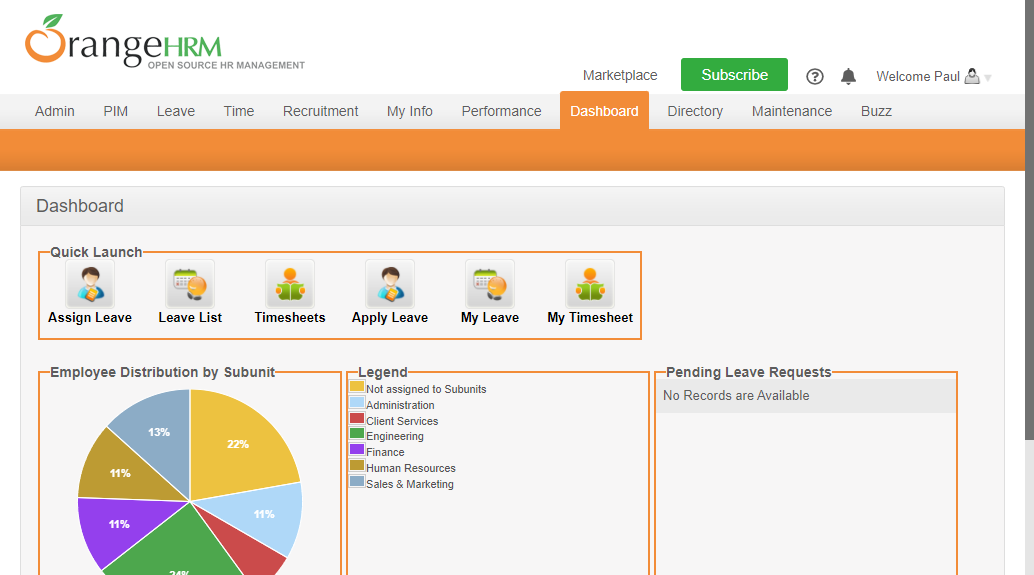 OrangeHRM
OPEN SOURCE HR MANAGEMENT
Marketplace Subscribe ? Welcome Paul
Admin PIM Leave Time Recruitment My Info Performance Dashboard Directory Maintenance Buzz
Dashboard
Quick Launch
Assign Leave Leave List Timesheets Apply Leave My Leave My Timesheet
Employee Distribution by Subunit
13%
22%
11%
11%
11%
24%
Legend
Not assigned to Subunits
Administration
Client Services
Engineering
Finance
Human Resources
Sales & Marketing
Pending Leave Requests
No Records are Available